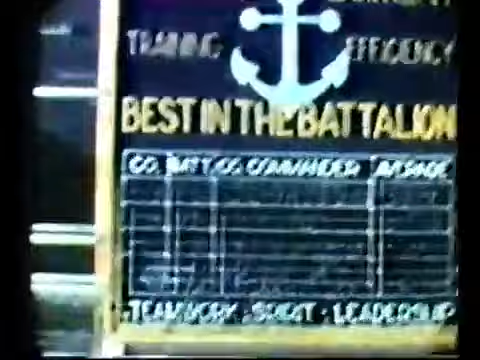 TRAINING EFFICIENCY
BEST IN THE BATTALION
CO. BATT. CO. COMMANDER AVERAGE
TEAMWORK · SPIRIT · LEADERSHIP